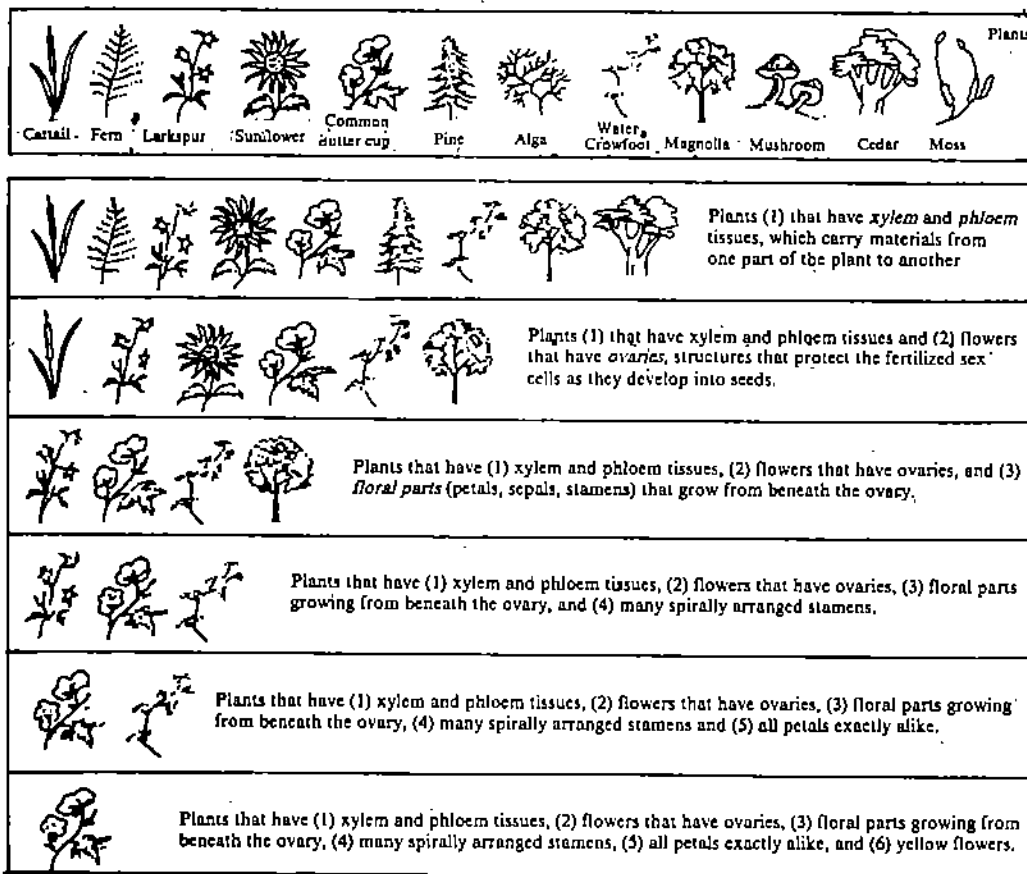 Plants
Cattail Fern Larkspur Sunflower Common Butter cup Pine Alga Water Crowfoot Magnolia Mushroom Cedar Moss
Plants (1) that have xylem and phloem
tissues, which carry materials from
one part of the plant to another
Plants (1) that have xylem and phloem tissues and (2) flowers
that have ovaries, structures that protect the fertilized sex
cells as they develop into seeds.
Plants that have (1) xylem and phloem tissues, (2) flowers that have ovaries, and (3)
floral parts (petals, sepals, stamens) that grow from beneath the ovary.
Plants that have (1) xylem and phloem tissues, (2) flowers that have ovaries, (3) floral parts
growing from beneath the ovary, and (4) many spirally arranged stamens.
Plants that have (1) xylem and phloem tissues, (2) flowers that have ovaries, (3) floral parts growing
from beneath the ovary, (4) many spirally arranged stamens and (5) all petals exactly alike.
Plants that have (1) xylem and phloem tissues, (2) flowers that have ovaries, (3) floral parts growing from
beneath the ovary, (4) many spirally arranged stamens, (5) all petals exactly alike, and (6) yellow flowers.